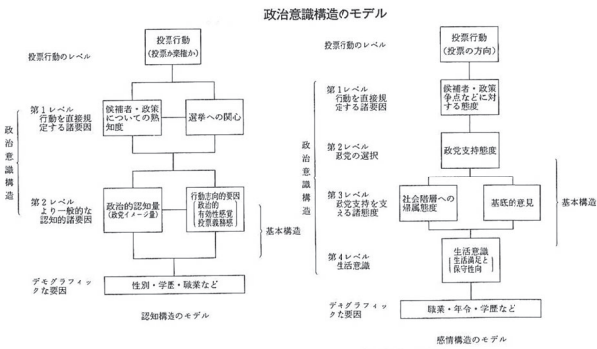 政治意識構造のモデル
投票行動のレベル
投票行動
(投票か棄権か)
第1レベル
行動を直接規
定する諸要因
候補者・政策
についての熟
知度
選挙への関心
政治意識構造
第2レベル
より一般的な
認知的諸要因
政治的認知量
(政党イメージ量)
行動志向的要因
政治的
有効性感覚
投票義務感
基本構造
デモグラフィッ
クな要因
性別・学歴・職業など
認知構造のモデル
投票行動のレベル
投票行動
(投票の方向)
第1レベル
行動を直接規
定する諸要因
候補者・政策
争点などに対
する態度
政治意識構造
第2レベル
政党の選択
政党支持態度
第3レベル
政党支持を支
える諸態度
社会階層への
帰属態度
基底的意見
基本構造
第4レベル
生活意識
生活意識
生活満足と
保守性向
デモグラフィッ
クな要因
職業・年令・学歴など
感情構造のモデル